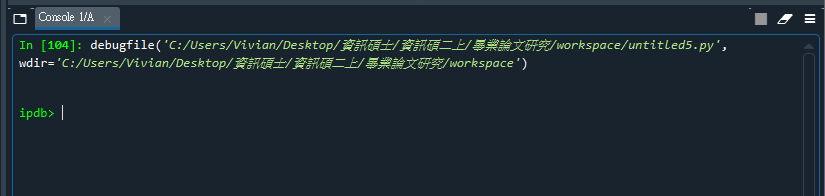 Console 1/A
In [104]: debugfile('C:/Users/Vivian/Desktop/資訊碩士/資訊碩二上/畢業論文研究/workspace/untitled5.py',
wdir='C:/Users/Vivian/Desktop/資訊碩士/資訊碩二上/畢業論文研究/workspace')
ipdb>